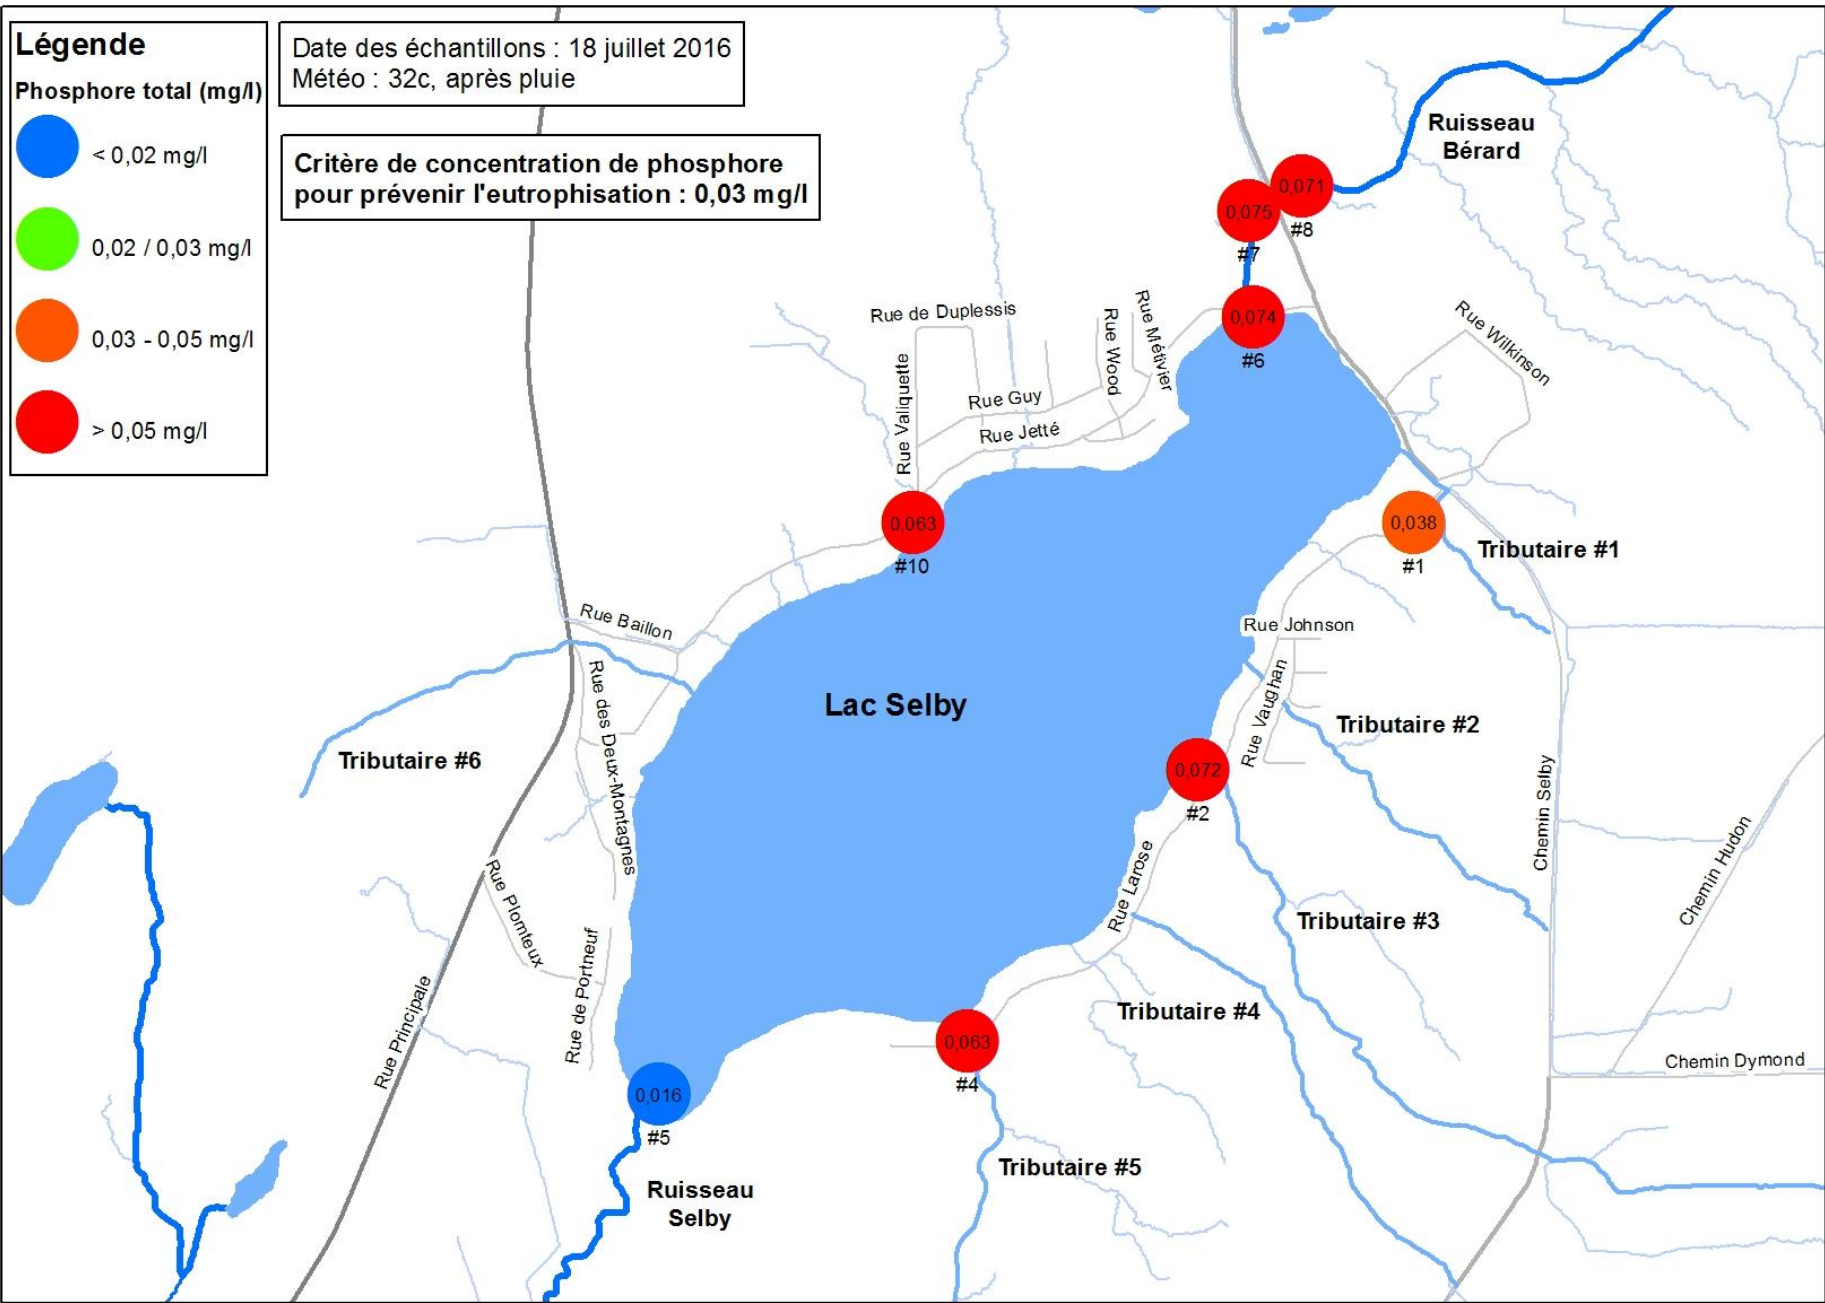 Légende
Phosphore total (mg/l)
< 0,02 mg/l
0,02 / 0,03 mg/l
0,03 - 0,05 mg/l
> 0,05 mg/l
Date des échantillons : 18 juillet 2016
Météo : 32c, après pluie
Critère de concentration de phosphore
pour prévenir l'eutrophisation : 0,03 mg/l
Ruisseau
Bérard
0,071
#8
0,075
#7
0,074
#6
Rue de Duplessis
Rue Wood
Rue Métivier
Rue Wilkinson
Rue Valiquette
Rue Guy
Rue Jetté
0,063
#10
0,038
#1
Tributaire #1
Rue Baillon
Rue Johnson
Rue Vaughan
Lac Selby
Tributaire #2
Tributaire #6
Rue des Deux-Montagnes
0,072
#2
Chemin Selby
Chemin Hudon
Rue Larose
Rue Plomteux
Tributaire #3
Rue de Portneuf
Rue Principale
Tributaire #4
0,063
#4
Chemin Dymond
0,016
#5
Tributaire #5
Ruisseau
Selby